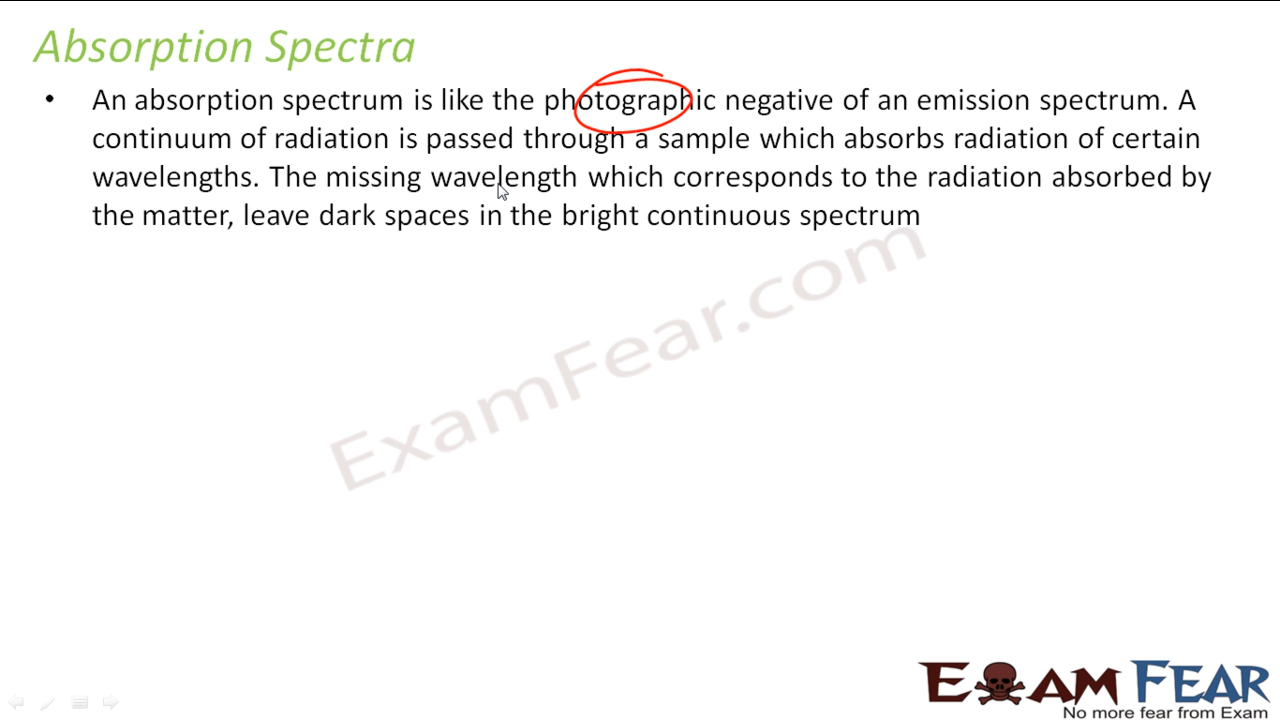 Absorption Spectra
• An absorption spectrum is like the photographic negative of an emission spectrum. A
continuum of radiation is passed through a sample which absorbs radiation of certain
wavelengths. The missing wavelength which corresponds to the radiation absorbed by
the matter, leave dark spaces in the bright continuous spectrum
ExamFear.com
EXAM FEAR
No more fear from Exam